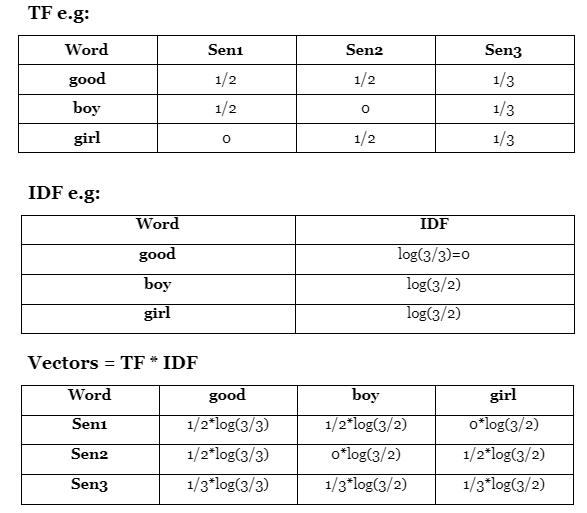 TF e.g:
Word Sen1 Sen2 Sen3
good 1/2 1/2 1/3
boy 1/2 0 1/3
girl 0 1/2 1/3
IDF e.g:
Word IDF
good log(3/3)=0
boy log(3/2)
girl log(3/2)
Vectors = TF * IDF
Word good boy girl
Sen1 1/2*log(3/3) 1/2*log(3/2) 0*log(3/2)
Sen2 1/2*log(3/3) 0*log(3/2) 1/2*log(3/2)
Sen3 1/3*log(3/3) 1/3*log(3/2) 1/3*log(3/2)